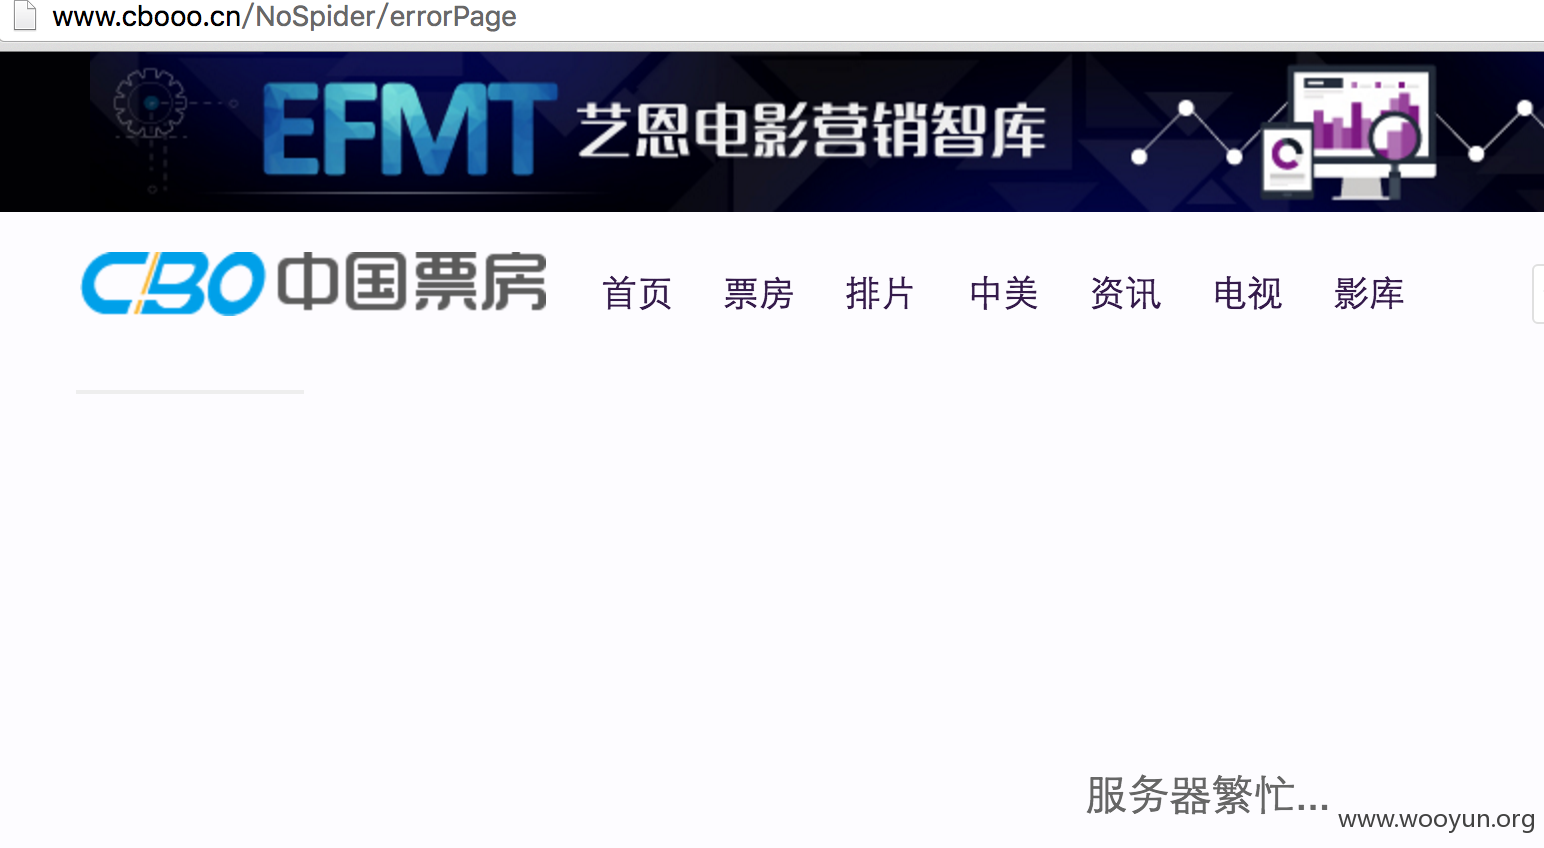 www.cbooo.cn/NoSpider/errorPage
EFMT 艺恩电影营销智库
CBO 中国票房 首页 票房 排片 中美 资讯 电视 影库
服务器繁忙...
www.wooyun.org